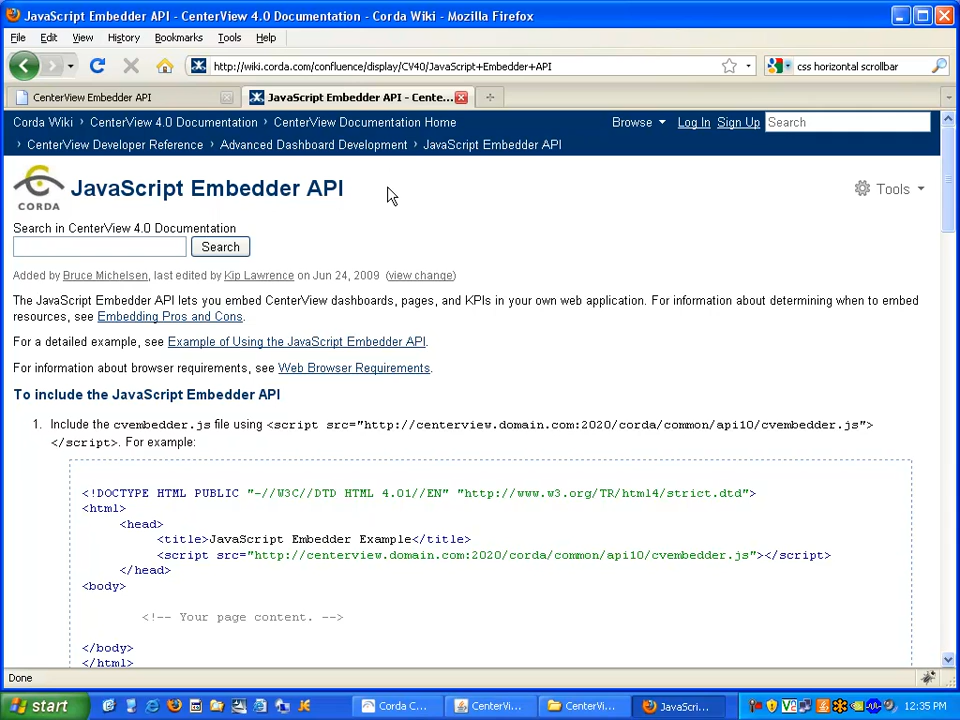 JavaScript Embedder API - CenterView 4.0 Documentation - Corda Wiki - Mozilla Firefox
File Edit View History Bookmarks Tools Help
http://wiki.corda.com/confluence/display/CV40/JavaScript+Embedder+API css horizontal scrollbar
CenterView Embedder API JavaScript Embedder API - Cente...
Corda Wiki › CenterView 4.0 Documentation › CenterView Documentation Home Browse Log In Sign Up Search
› CenterView Developer Reference › Advanced Dashboard Development › JavaScript Embedder API
CORDA JavaScript Embedder API Tools
Search in CenterView 4.0 Documentation
Search
Added by Bruce Michelsen, last edited by Kip Lawrence on Jun 24, 2009 (view change)
The JavaScript Embedder API lets you embed CenterView dashboards, pages, and KPIs in your own web application. For information about determining when to embed
resources, see Embedding Pros and Cons.
For a detailed example, see Example of Using the JavaScript Embedder API.
For information about browser requirements, see Web Browser Requirements.
To include the JavaScript Embedder API
1. Include the cvembedder.js file using <script src="http://centerview.domain.com:2020/corda/common/api10/cvembedder.js">
</script>. For example:
<!DOCTYPE HTML PUBLIC "-//W3C//DTD HTML 4.01//EN" "http://www.w3.org/TR/html4/strict.dtd">
<html>
<head>
<title>JavaScript Embedder Example</title>
<script src="http://centerview.domain.com:2020/corda/common/api10/cvembedder.js"></script>
</head>
<body>
<!-- Your page content. -->
</body>
</html>
Done
start Corda C... CenterVi... CenterVi... JavaScri... 12:35 PM